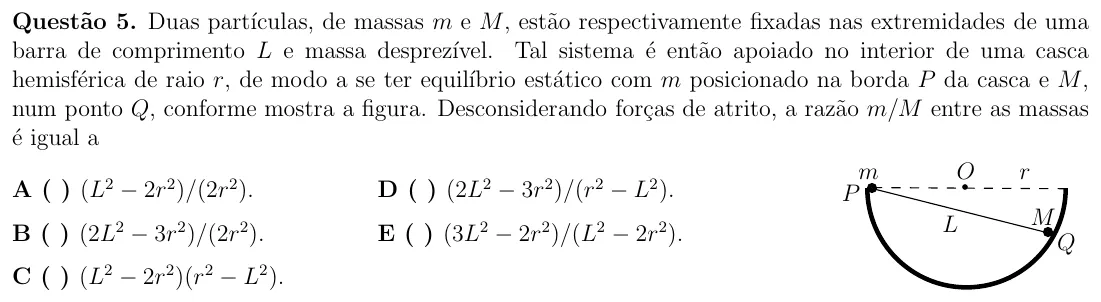 Questão 5. Duas partículas, de massas m e M, estão respectivamente fixadas nas extremidades de uma
barra de comprimento L e massa desprezível. Tal sistema é então apoiado no interior de uma casca
hemisférica de raio r, de modo a se ter equilíbrio estático com m posicionado na borda P da casca e M,
num ponto Q, conforme mostra a figura. Desconsiderando forças de atrito, a razão m/M entre as massas
é igual a
A ( ) (L² − 2r²)/(2r²).
B ( ) (2L² − 3r²)/(2r²).
C ( ) (L² − 2r²)(r² − L²).
D ( ) (2L² − 3r²)/(r² − L²).
E ( ) (3L² − 2r²)/(L² − 2r²).
m O r
P
M
L
Q